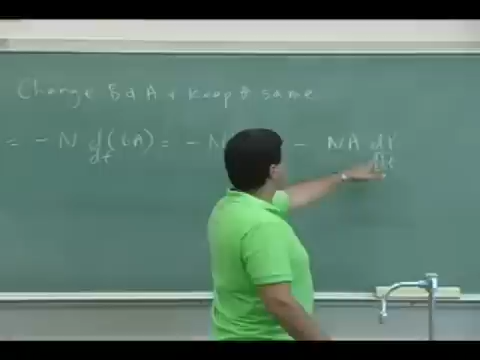 Change B & A + keep θ same
= - N d/dt (BA) = - N - NA dB/dt